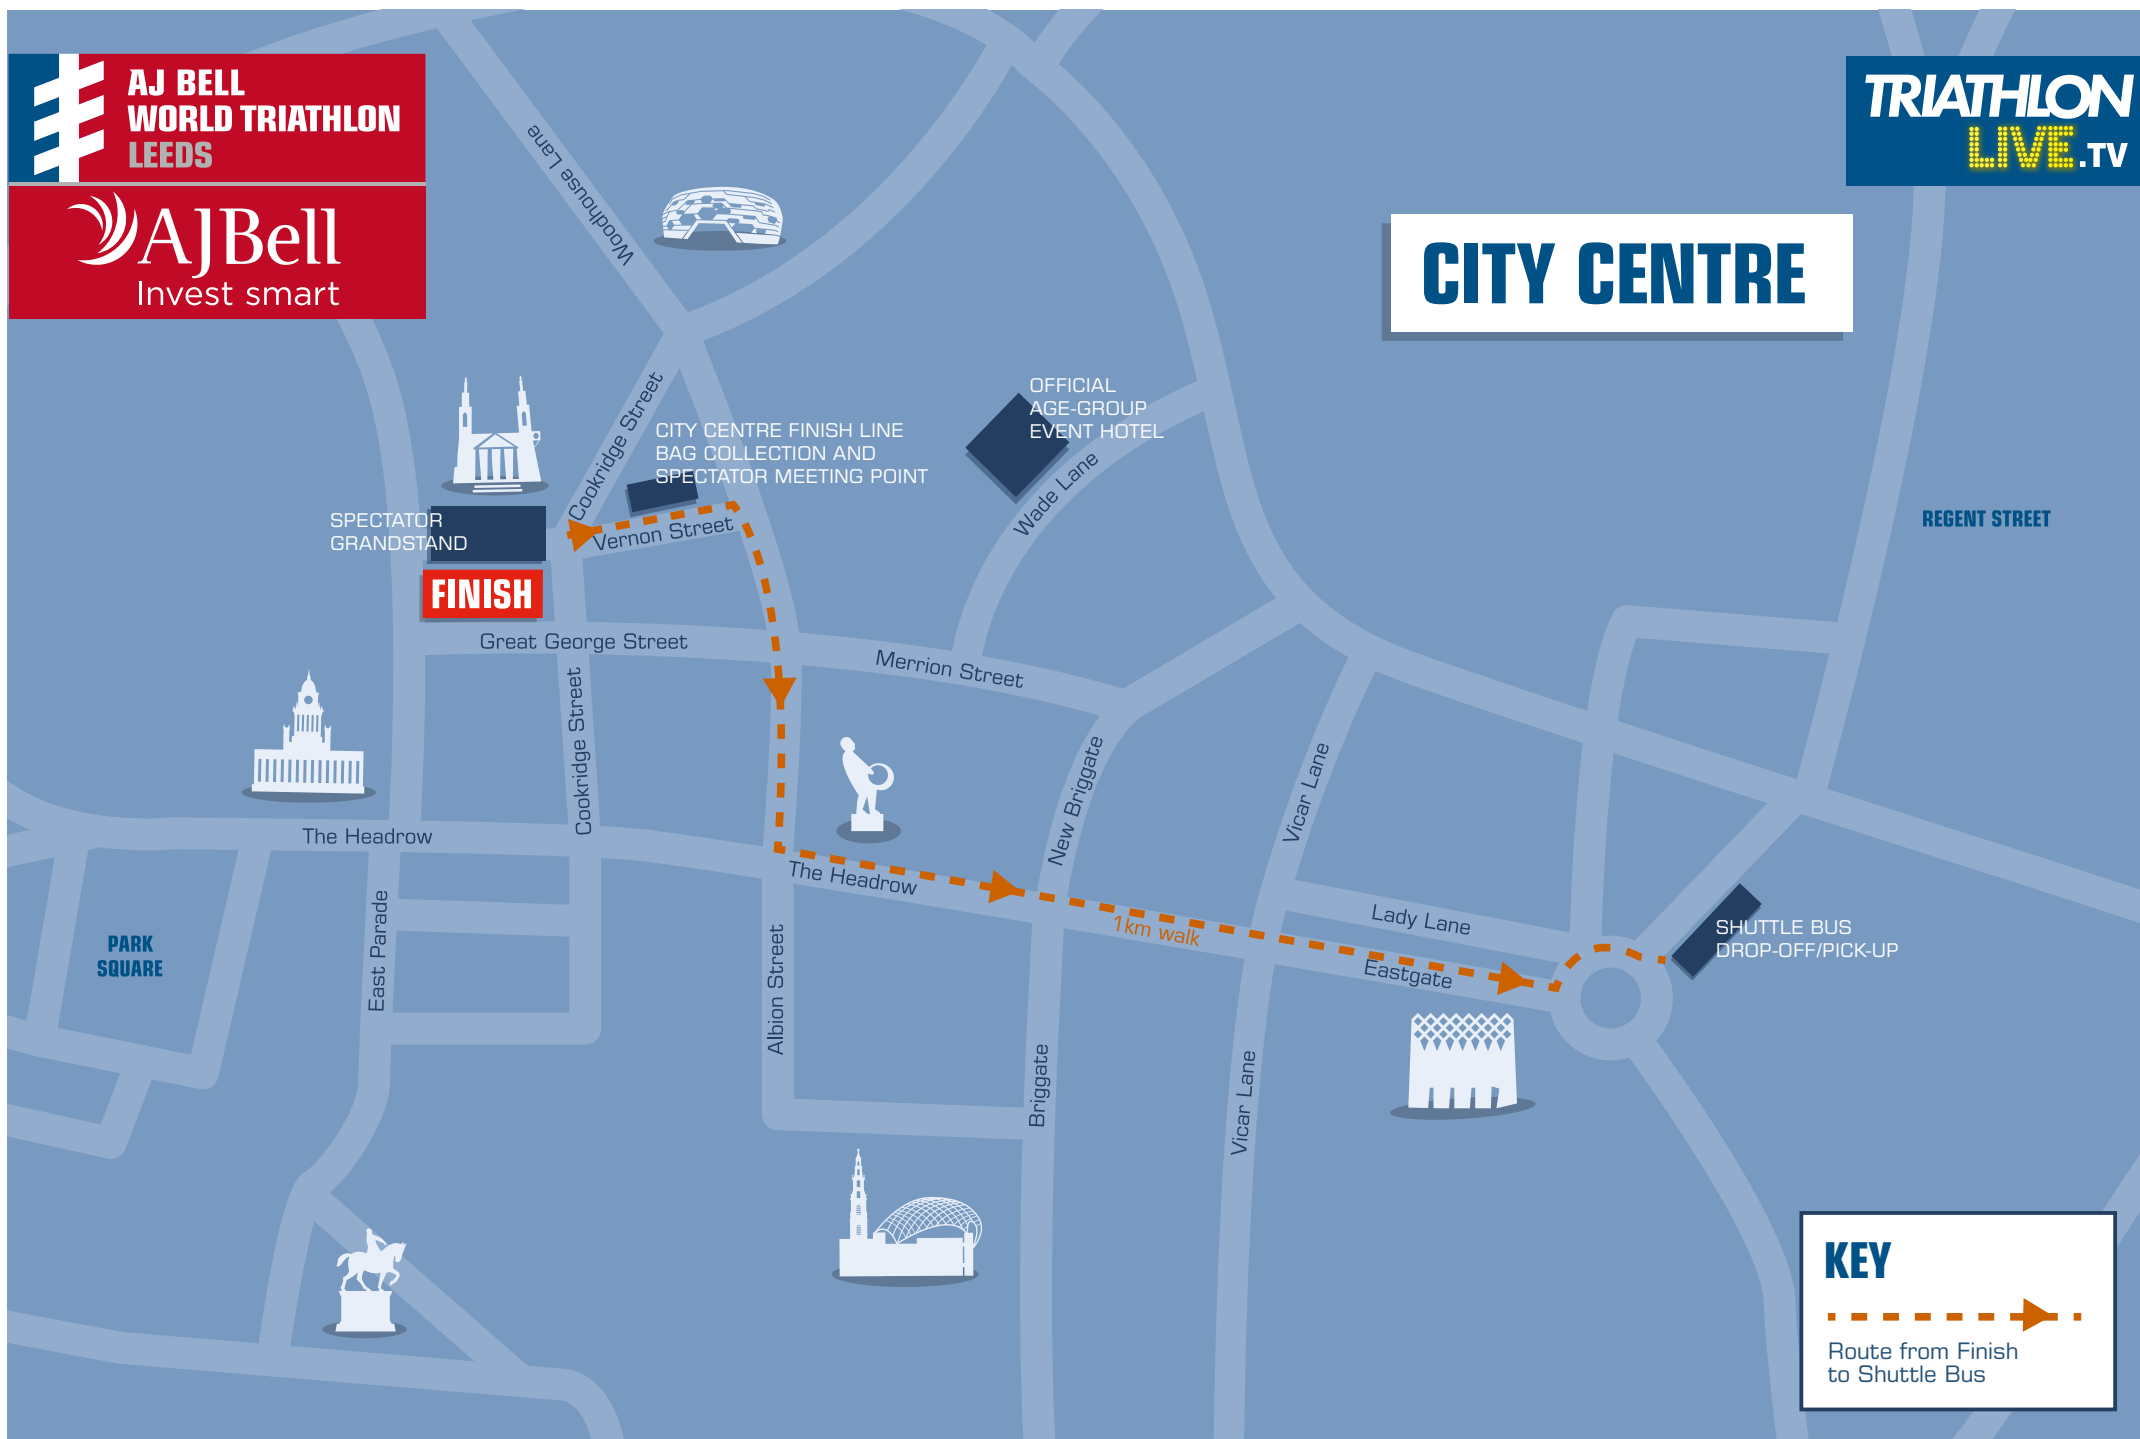 AJ BELL
WORLD TRIATHLON
LEEDS
AJBell
Invest smart
TRIATHLON
LIVE.TV
CITY CENTRE
Woodhouse Lane
Cookridge Street
CITY CENTRE FINISH LINE
BAG COLLECTION AND
SPECTATOR MEETING POINT
OFFICIAL
AGE-GROUP
EVENT HOTEL
Wade Lane
SPECTATOR
GRANDSTAND
Vernon Street
REGENT STREET
FINISH
Great George Street
Merrion Street
Cookridge Street
New Briggate
Vicar Lane
The Headrow
The Headrow
1km walk
Lady Lane
Eastgate
SHUTTLE BUS
DROP-OFF/PICK-UP
PARK
SQUARE
East Parade
Albion Street
Briggate
Vicar Lane
KEY
Route from Finish
to Shuttle Bus